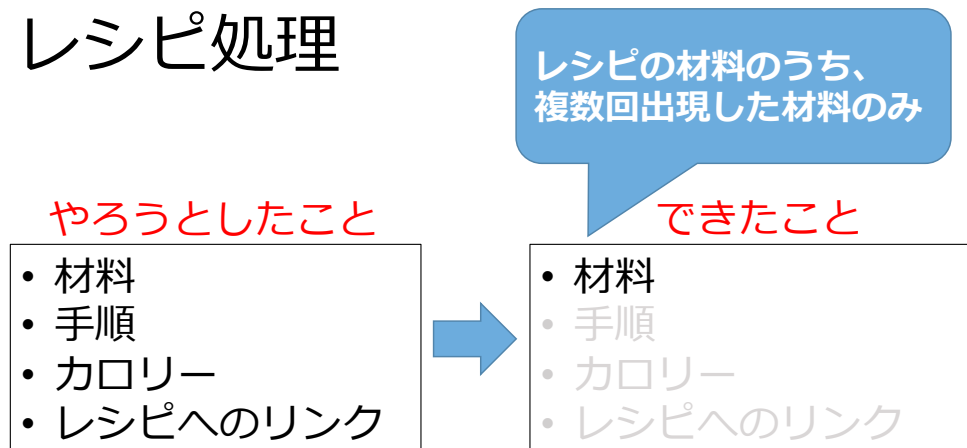 レシピ処理
レシピの材料のうち、
複数回出現した材料のみ
やろうとしたこと
• 材料
• 手順
• カロリー
• レシピへのリンク
できたこと
• 材料
• 手順
• カロリー
• レシピへのリンク